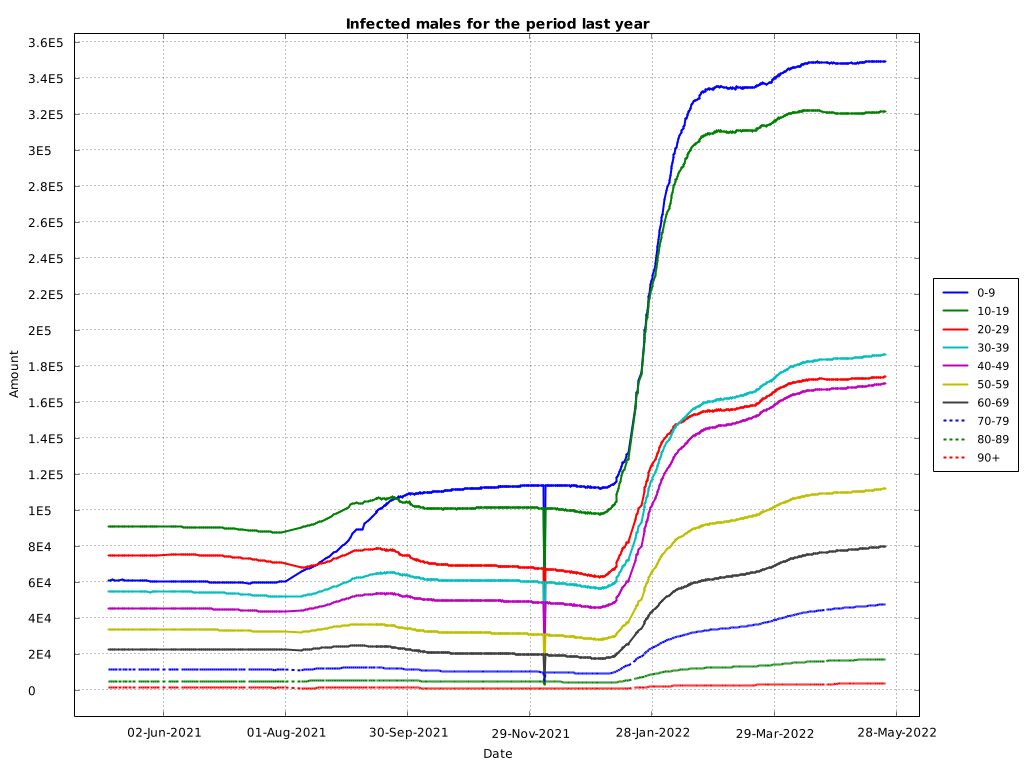 Infected males for the period last year
3.6E5
3.4E5
3.2E5
3E5
2.8E5
2.6E5
2.4E5
2.2E5
2E5
1.8E5
1.6E5
1.4E5
1.2E5
1E5
8E4
6E4
4E4
2E4
0
Amount
02-Jun-2021
01-Aug-2021
30-Sep-2021
29-Nov-2021
28-Jan-2022
29-Mar-2022
28-May-2022
Date
0-9
10-19
20-29
30-39
40-49
50-59
60-69
70-79
80-89
90+